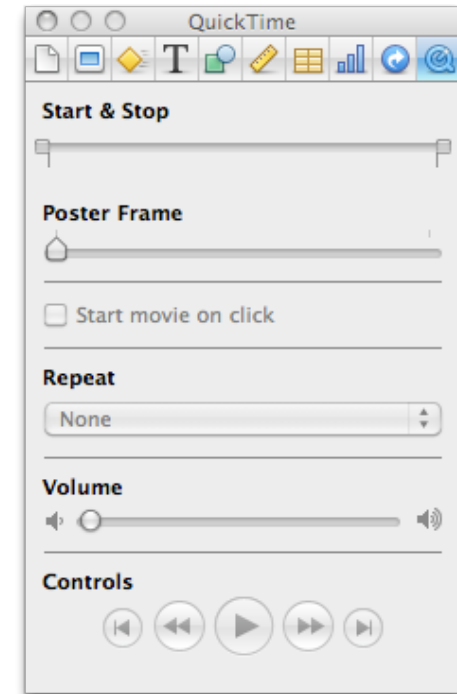 QuickTime
T
Start & Stop
Poster Frame
Start movie on click
Repeat
None
Volume
Controls